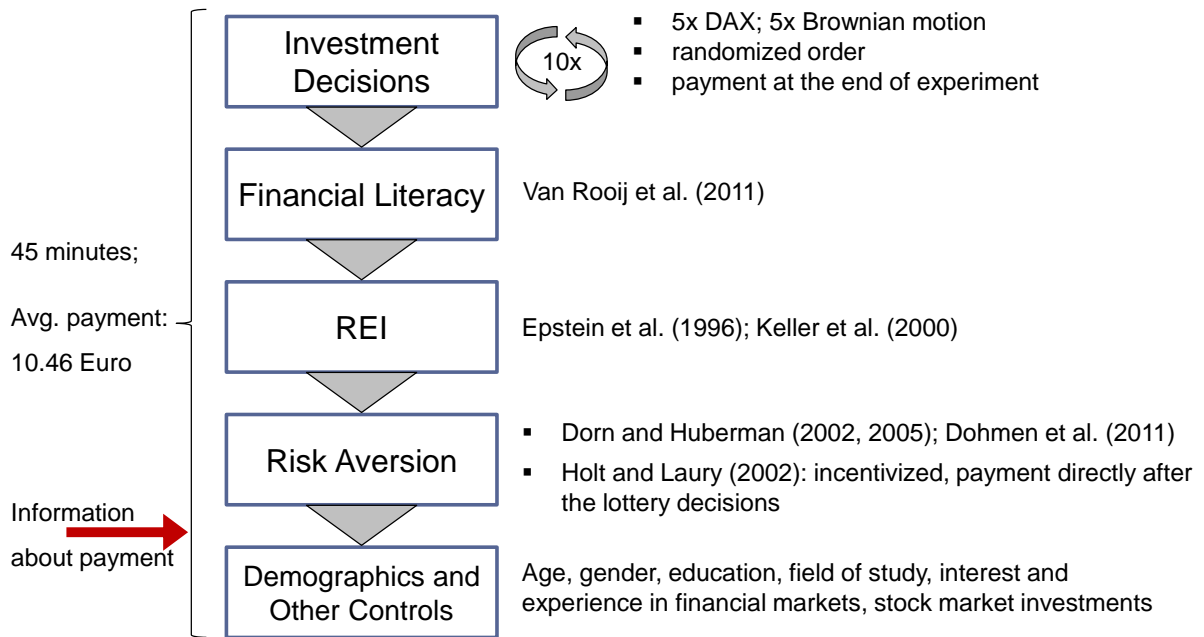 Investment
Decisions
10x
▪ 5x DAX; 5x Brownian motion
▪ randomized order
▪ payment at the end of experiment
Financial Literacy
Van Rooij et al. (2011)
45 minutes;
Avg. payment:
10.46 Euro
REI
Epstein et al. (1996); Keller et al. (2000)
Risk Aversion
▪ Dorn and Huberman (2002, 2005); Dohmen et al. (2011)
▪ Holt and Laury (2002): incentivized, payment directly after
the lottery decisions
Information
about payment
Demographics and
Other Controls
Age, gender, education, field of study, interest and
experience in financial markets, stock market investments